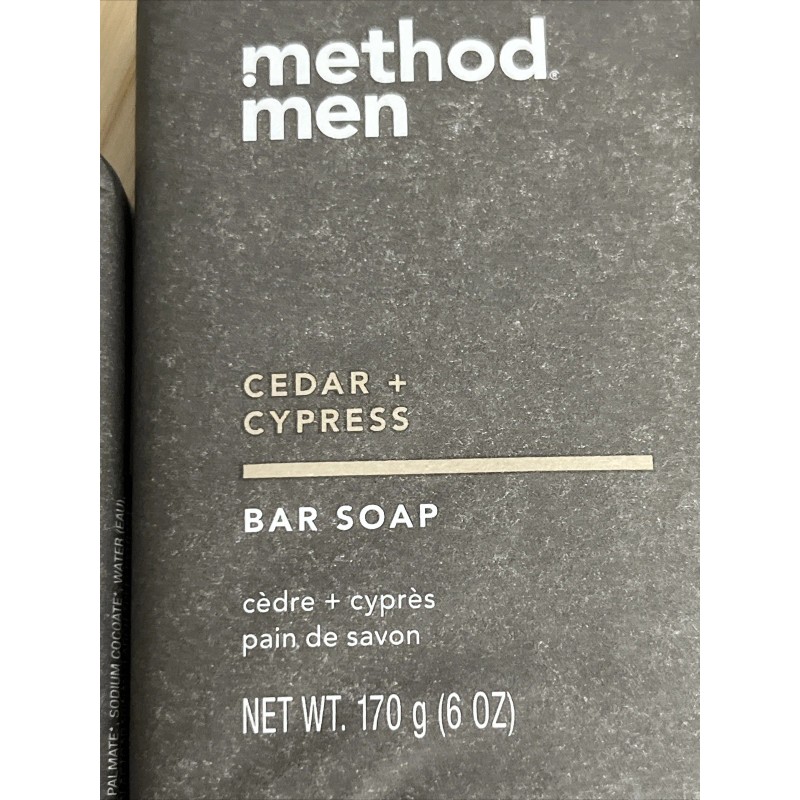 method®
men
CEDAR +
CYPRESS
BAR SOAP
cèdre + cyprès
pain de savon
NET WT. 170 g (6 OZ)
PALMATE*, SODIUM COCOATE*, WATER (EAU),